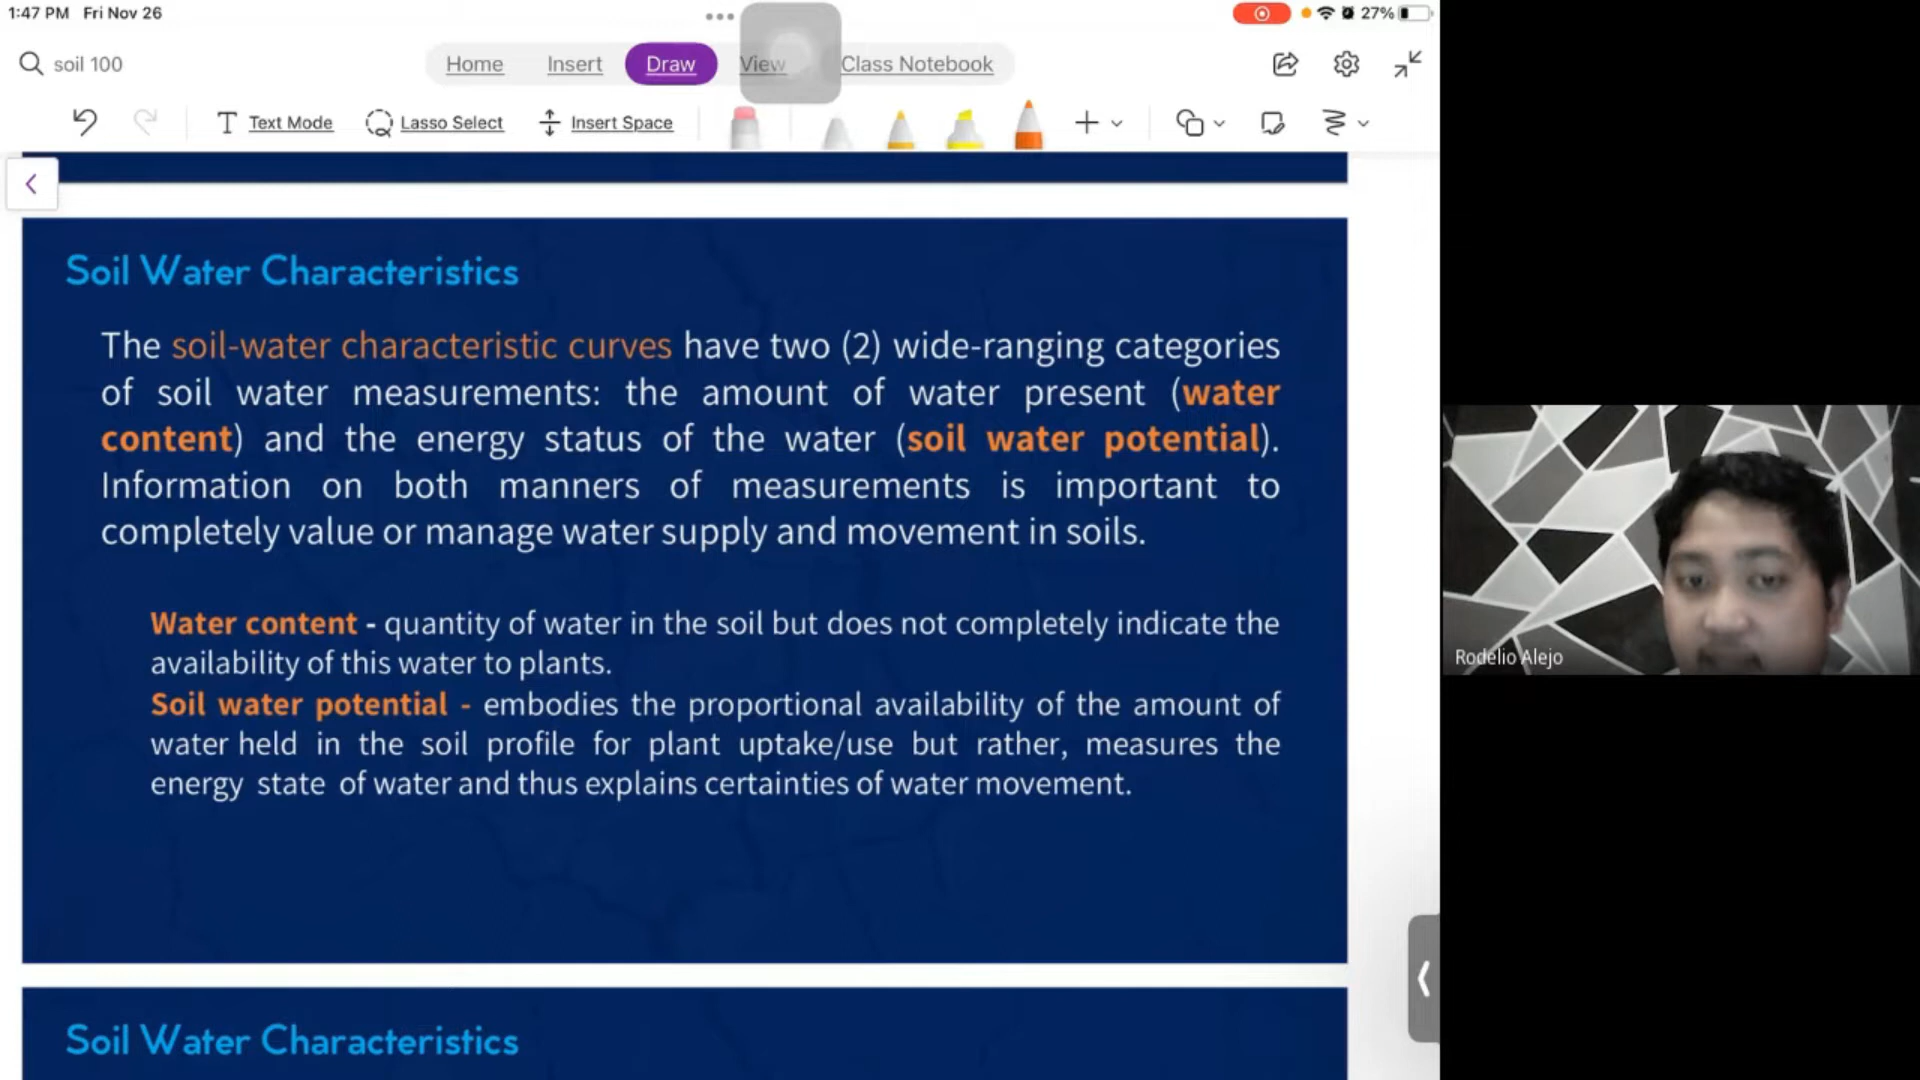 1:47 PM Fri Nov 26
27%
soil 100
Home Insert Draw View Class Notebook
Text Mode Lasso Select Insert Space
Soil Water Characteristics
The soil-water characteristic curves have two (2) wide-ranging categories
of soil water measurements: the amount of water present (water
content) and the energy status of the water (soil water potential).
Information on both manners of measurements is important to
completely value or manage water supply and movement in soils.
Water content - quantity of water in the soil but does not completely indicate the
availability of this water to plants.
Soil water potential - embodies the proportional availability of the amount of
water held in the soil profile for plant uptake/use but rather, measures the
energy state of water and thus explains certainties of water movement.
Rodelio Alejo
Soil Water Characteristics